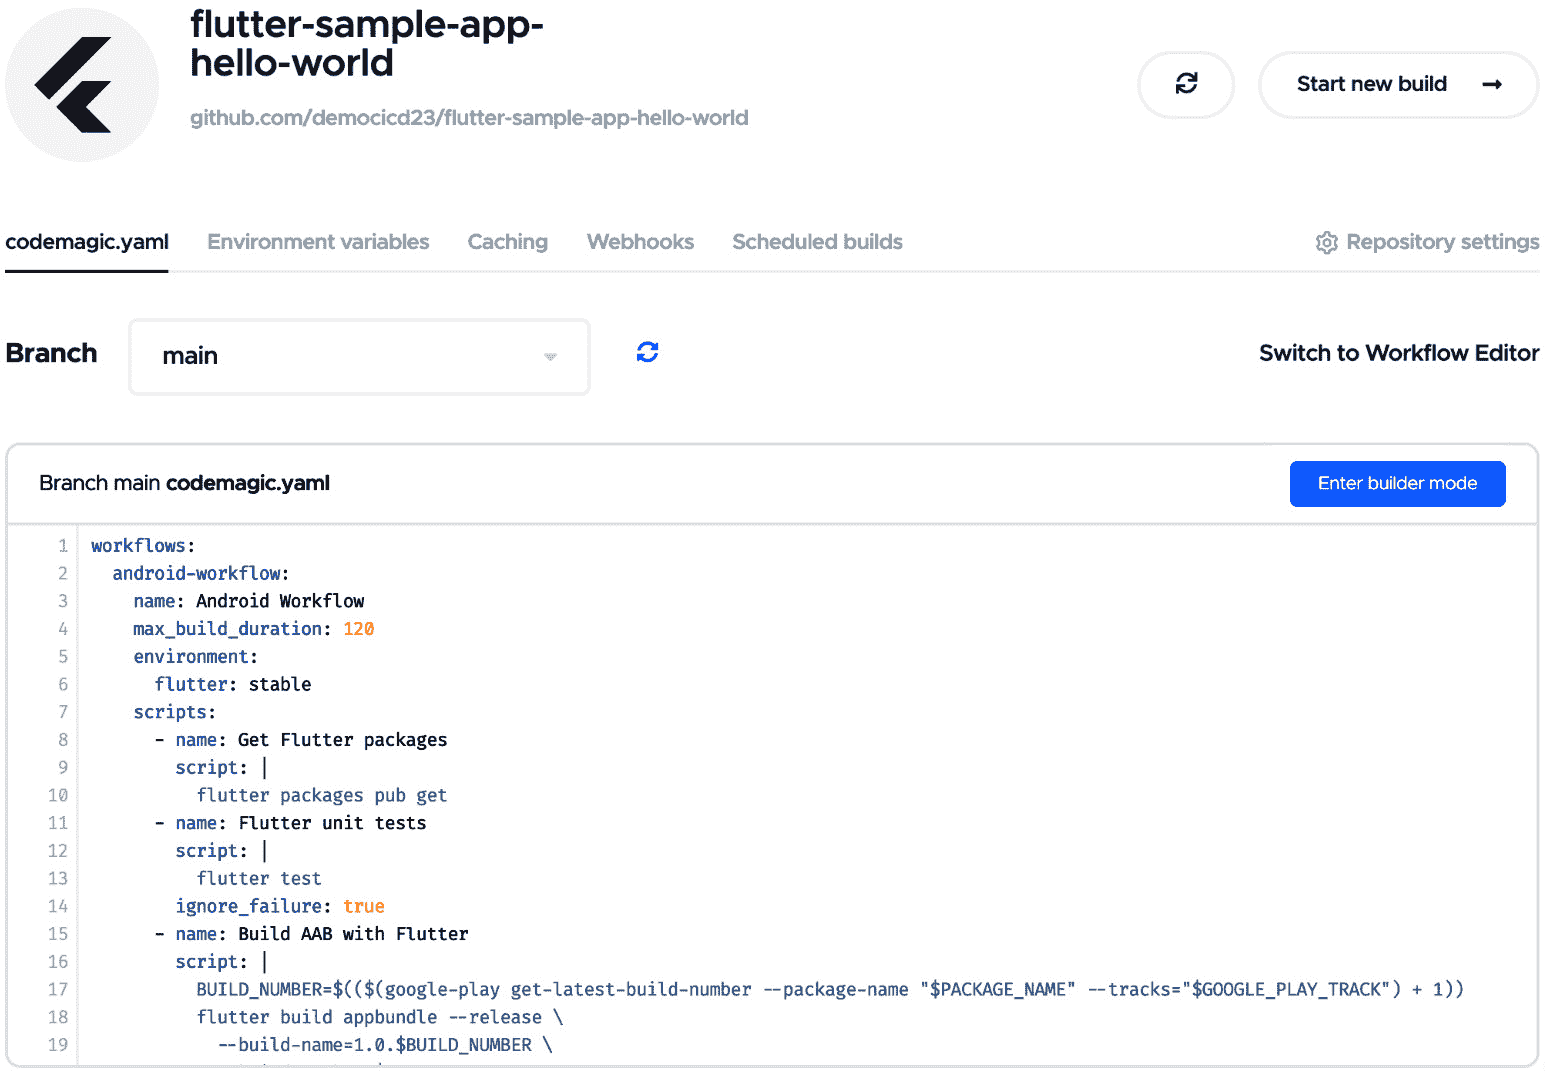 flutter-sample-app-
hello-world
github.com/democicd23/flutter-sample-app-hello-world
Start new build →
codemagic.yaml Environment variables Caching Webhooks Scheduled builds Repository settings
Branch main Switch to Workflow Editor
Branch main codemagic.yaml Enter builder mode
1 workflows:
2   android-workflow:
3     name: Android Workflow
4     max_build_duration: 120
5     environment:
6       flutter: stable
7     scripts:
8       - name: Get Flutter packages
9         script: |
10           flutter packages pub get
11       - name: Flutter unit tests
12         script: |
13           flutter test
14         ignore_failure: true
15       - name: Build AAB with Flutter
16         script: |
17           BUILD_NUMBER=$(($(google-play get-latest-build-number --package-name "$PACKAGE_NAME" --tracks="$GOOGLE_PLAY_TRACK") + 1))
18           flutter build appbundle --release \
19             --build-name=1.0.$BUILD_NUMBER \